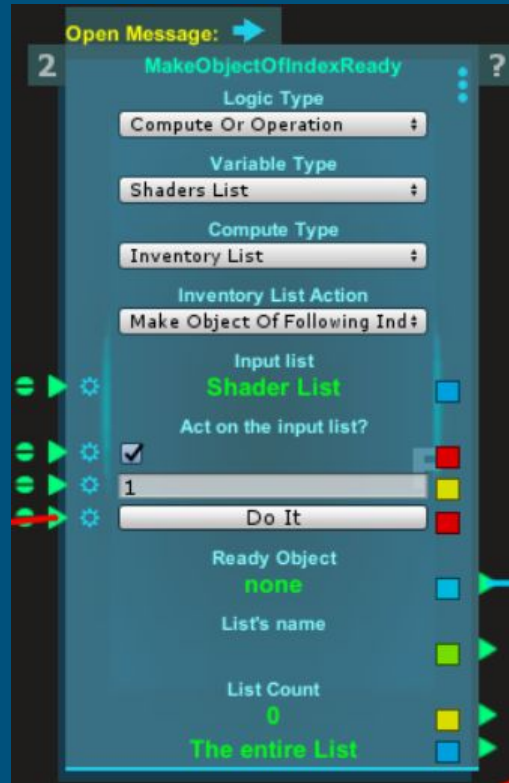 Open Message:
2
MakeObjectOfIndexReady
?
Logic Type
Compute Or Operation
Variable Type
Shaders List
Compute Type
Inventory List
Inventory List Action
Make Object Of Following Ind
Input list
Shader List
Act on the input list?
1
Do It
Ready Object
none
List's name
List Count
0
The entire List